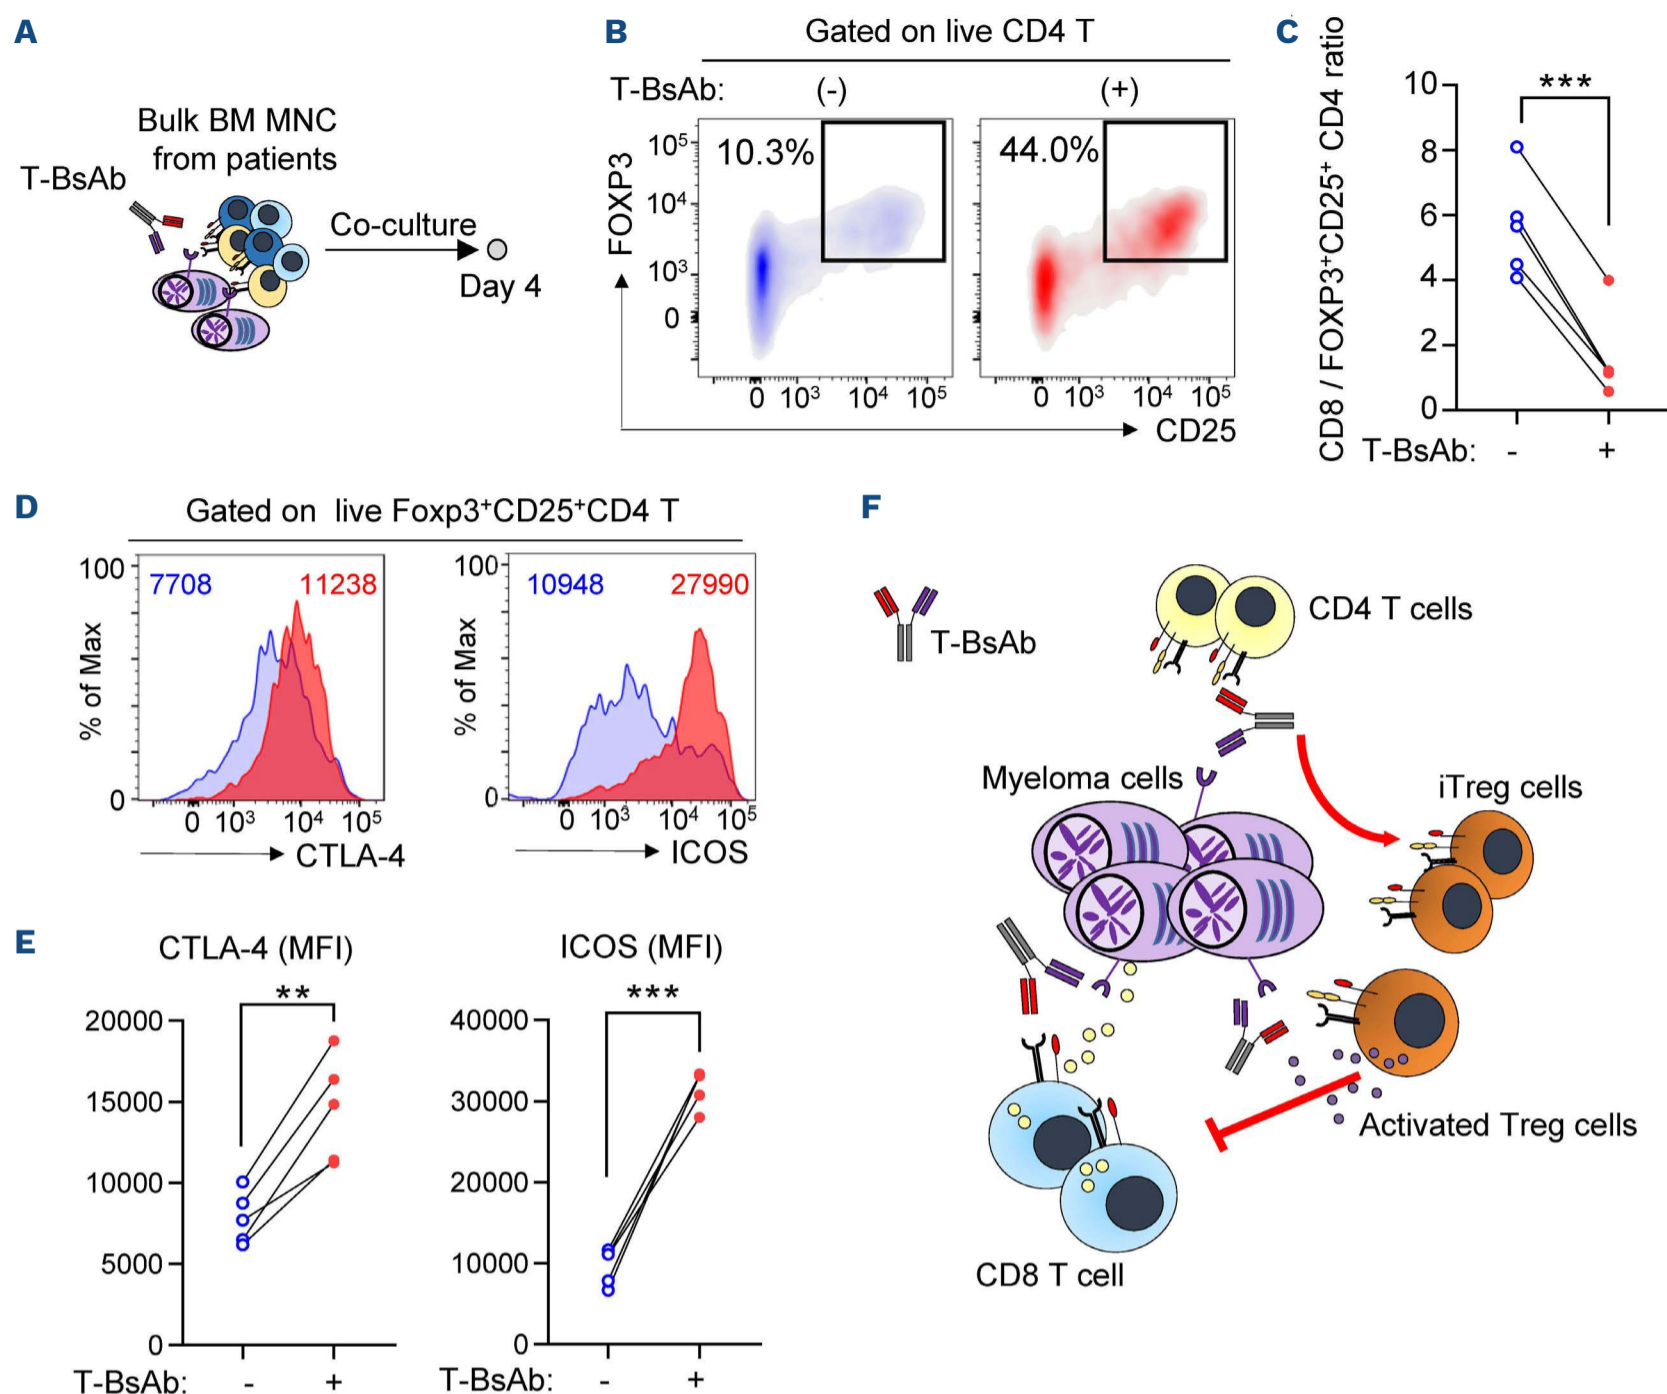 A
Bulk BM MNC
from patients
T-BsAb
Co-culture
Day 4
B
Gated on live CD4 T
T-BsAb: (-) (+)
FOXP3
10⁵
10⁴
10³
0
10.3%
44.0%
0 10³ 10⁴ 10⁵
0 10³ 10⁴ 10⁵
CD25
C
CD8 / FOXP3⁺CD25⁺ CD4 ratio
***
10
8
6
4
2
0
T-BsAb: - +
D
Gated on live Foxp3⁺CD25⁺CD4 T
% of Max
100
0
7708 11238
0 10³ 10⁴ 10⁵
CTLA-4
% of Max
100
0
10948 27990
0 10³ 10⁴ 10⁵
ICOS
E
CTLA-4 (MFI)
**
20000
15000
10000
5000
0
T-BsAb: - +
ICOS (MFI)
***
40000
30000
20000
10000
0
T-BsAb: - +
F
T-BsAb
CD4 T cells
Myeloma cells
iTreg cells
Activated Treg cells
CD8 T cell